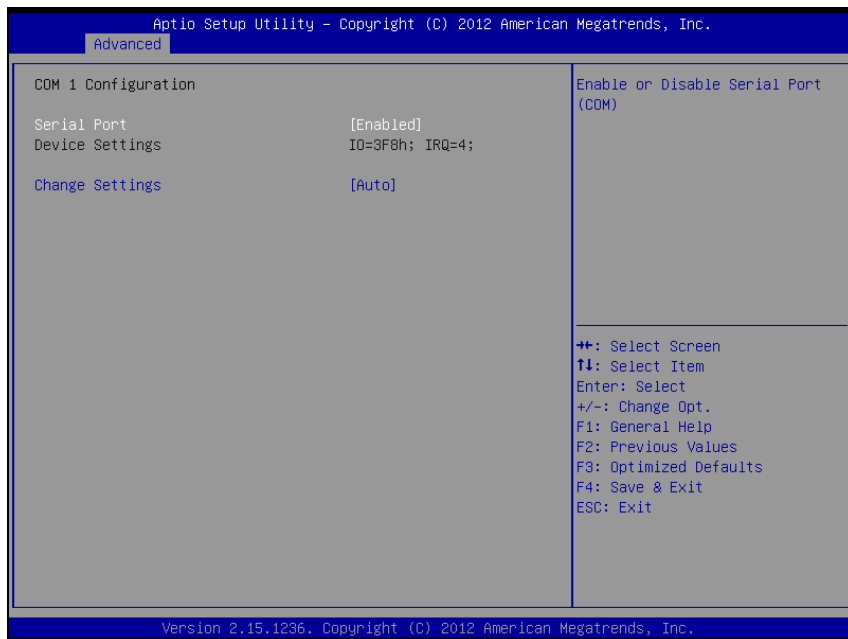 Aptio Setup Utility – Copyright (C) 2012 American Megatrends, Inc.
Advanced
COM 1 Configuration
Serial Port [Enabled]
Device Settings IO=3F8h; IRQ=4;
Change Settings [Auto]
Enable or Disable Serial Port
(COM)
→←: Select Screen
↑↓: Select Item
Enter: Select
+/-: Change Opt.
F1: General Help
F2: Previous Values
F3: Optimized Defaults
F4: Save & Exit
ESC: Exit
Version 2.15.1236. Copyright (C) 2012 American Megatrends, Inc.